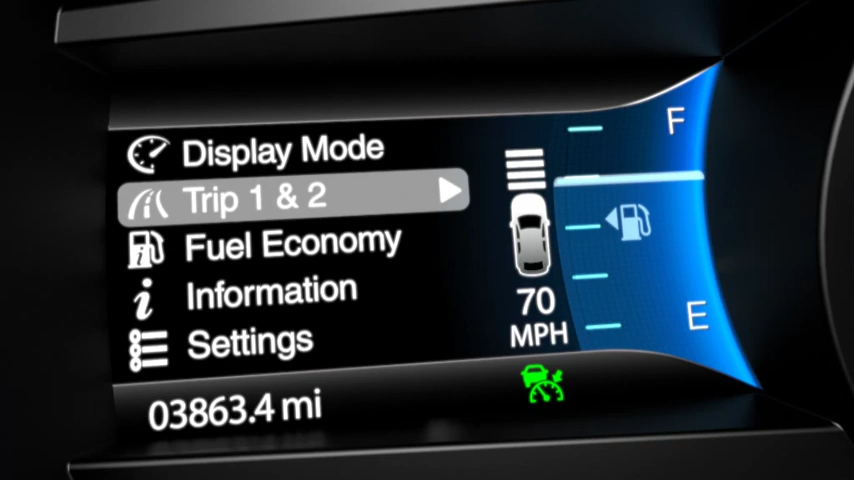 Display Mode
Trip 1 & 2
Fuel Economy
Information
Settings
03863.4 mi
70
MPH
F
E